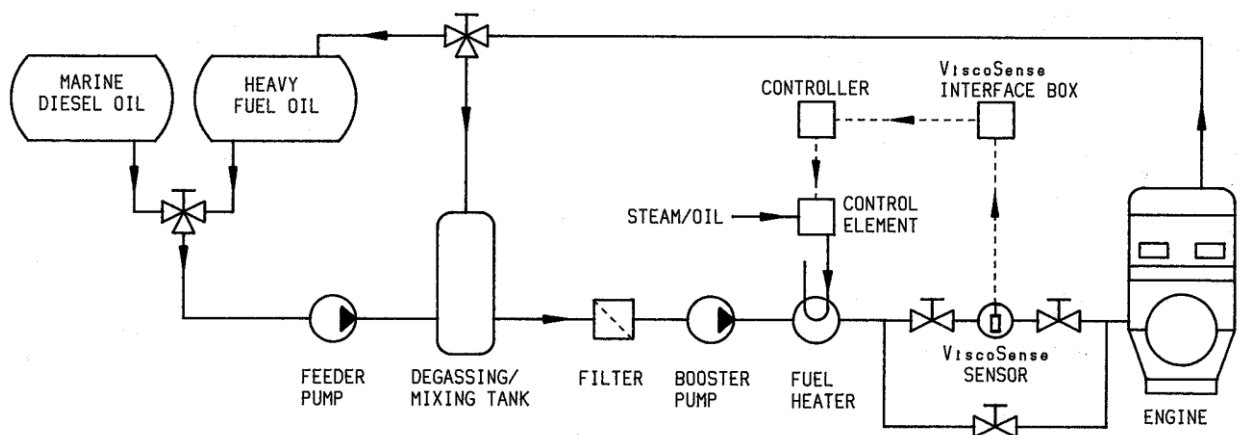 MARINE
DIESEL OIL
HEAVY
FUEL OIL
CONTROLLER
ViscoSense
INTERFACE BOX
STEAM/OIL
CONTROL
ELEMENT
FEEDER
PUMP
DEGASSING/
MIXING TANK
FILTER
BOOSTER
PUMP
FUEL
HEATER
ViscoSense
SENSOR
ENGINE